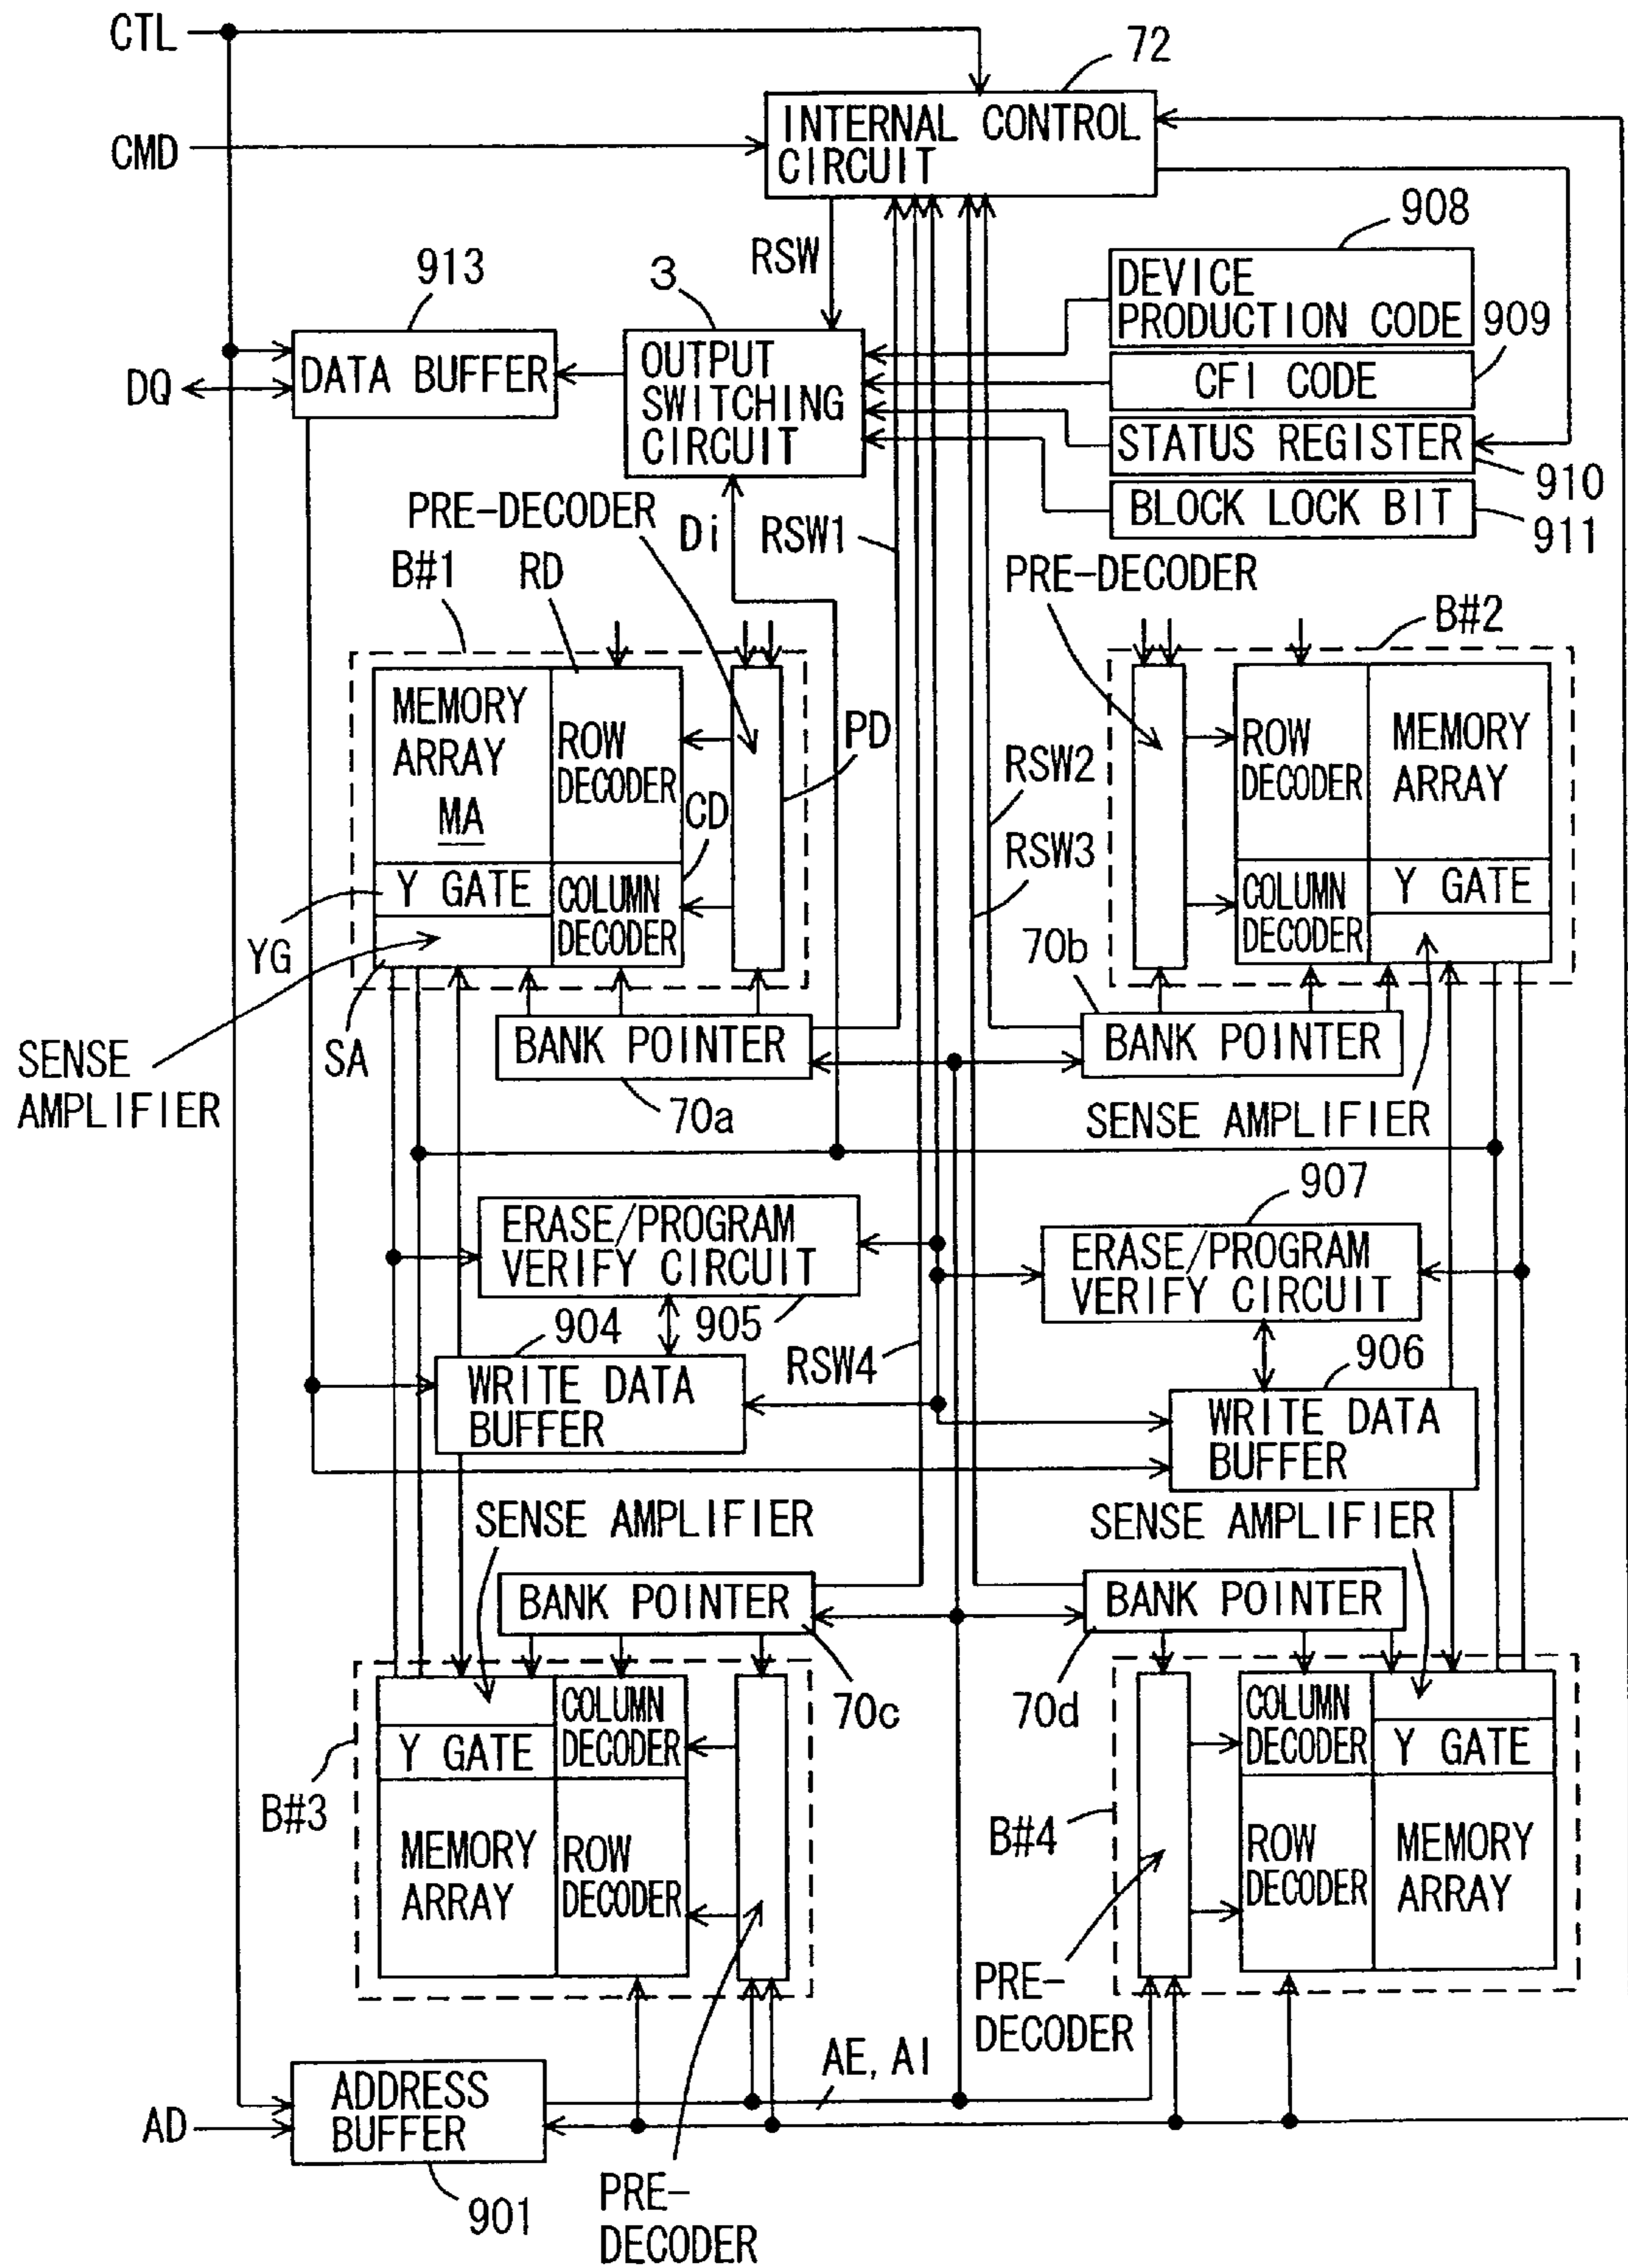 CTL
72
INTERNAL CONTROL
CIRCUIT
CMD
908
RSW
DEVICE
PRODUCTION CODE
913
3
909
OUTPUT
SWITCHING
CIRCUIT
DATA BUFFER
DQ
CFI CODE
STATUS REGISTER
910
BLOCK LOCK BIT
911
PRE-DECODER
Di
RSW1
B#1
RD
PRE-DECODER
B#2
MEMORY
ARRAY
MA
ROW
DECODER
PD
CD
RSW2
RSW3
ROW
DECODER
MEMORY
ARRAY
Y GATE
COLUMN
DECODER
COLUMN
DECODER
Y GATE
YG
70b
SENSE
AMPLIFIER
SA
BANK POINTER
BANK POINTER
70a
SENSE AMPLIFIER
907
ERASE/PROGRAM
VERIFY CIRCUIT
ERASE/PROGRAM
VERIFY CIRCUIT
904
905
RSW4
906
WRITE DATA
BUFFER
WRITE DATA
BUFFER
SENSE AMPLIFIER
SENSE AMPLIFIER
BANK POINTER
BANK POINTER
70c
70d
COLUMN
DECODER
Y GATE
COLUMN
DECODER
Y GATE
B#3
B#4
MEMORY
ARRAY
ROW
DECODER
ROW
DECODER
MEMORY
ARRAY
PRE-
DECODER
AE, AI
ADDRESS
BUFFER
AD
901
PRE-
DECODER